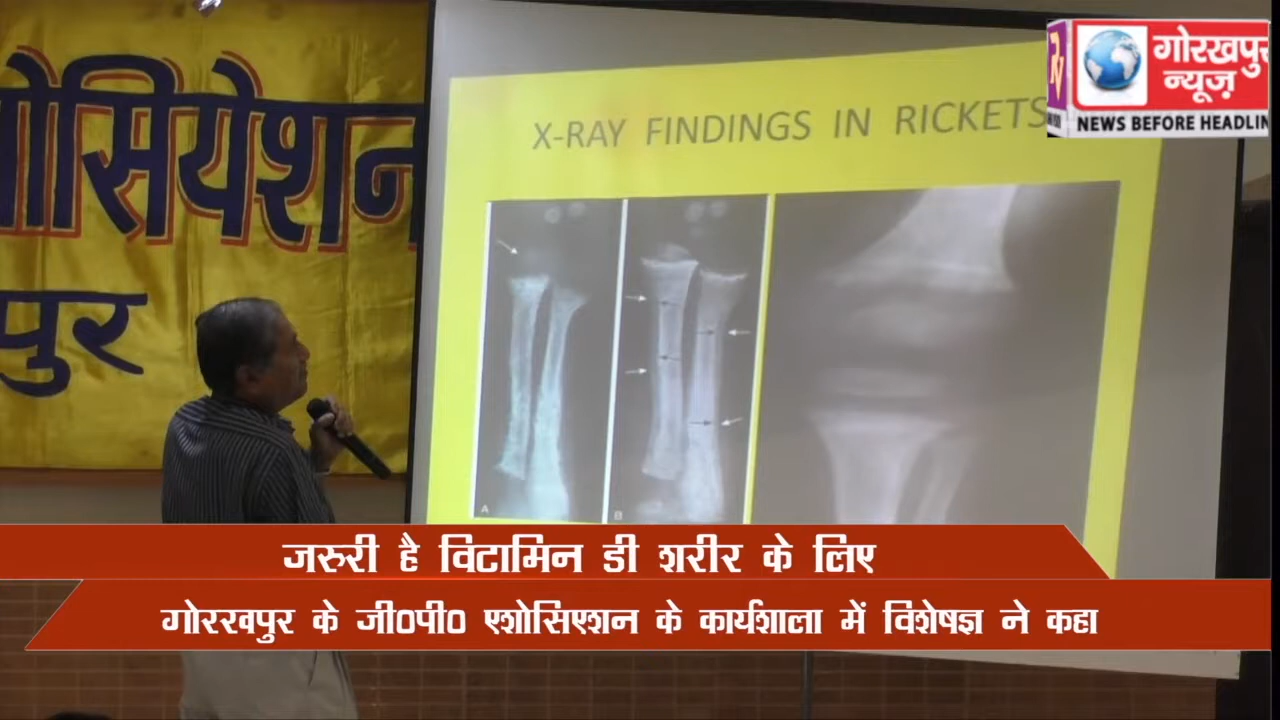 ोसियेशन
पुर
X-RAY FINDINGS IN RICKETS
A
B
गोरखपुर
न्यूज़
NEWS BEFORE HEADLIN
जरुरी है विटामिन डी शरीर के लिए
गोरखपुर के जी0पी0 एशोसिएशन के कार्यशाला में विशेषज्ञ ने कहा